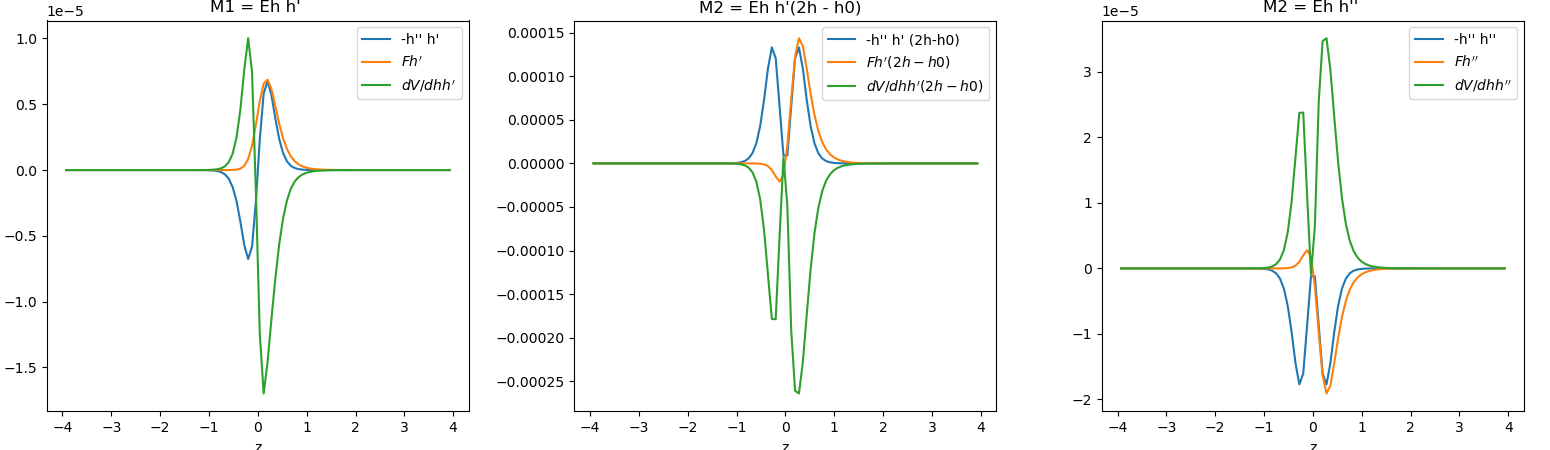 M1 = Eh h'
1e−5
-h'' h'
Fh′
dV/dhh′
1.0
0.5
0.0
−0.5
−1.0
−1.5
−4 −3 −2 −1 0 1 2 3 4
z
M2 = Eh h'(2h - h0)
-h'' h' (2h-h0)
Fh′(2h − h0)
dV/dhh′(2h − h0)
0.00015
0.00010
0.00005
0.00000
−0.00005
−0.00010
−0.00015
−0.00020
−0.00025
−4 −3 −2 −1 0 1 2 3 4
z
M2 = Eh h''
1e−5
-h'' h''
Fh′′
dV/dhh′′
3
2
1
0
−1
−2
−4 −3 −2 −1 0 1 2 3 4
z